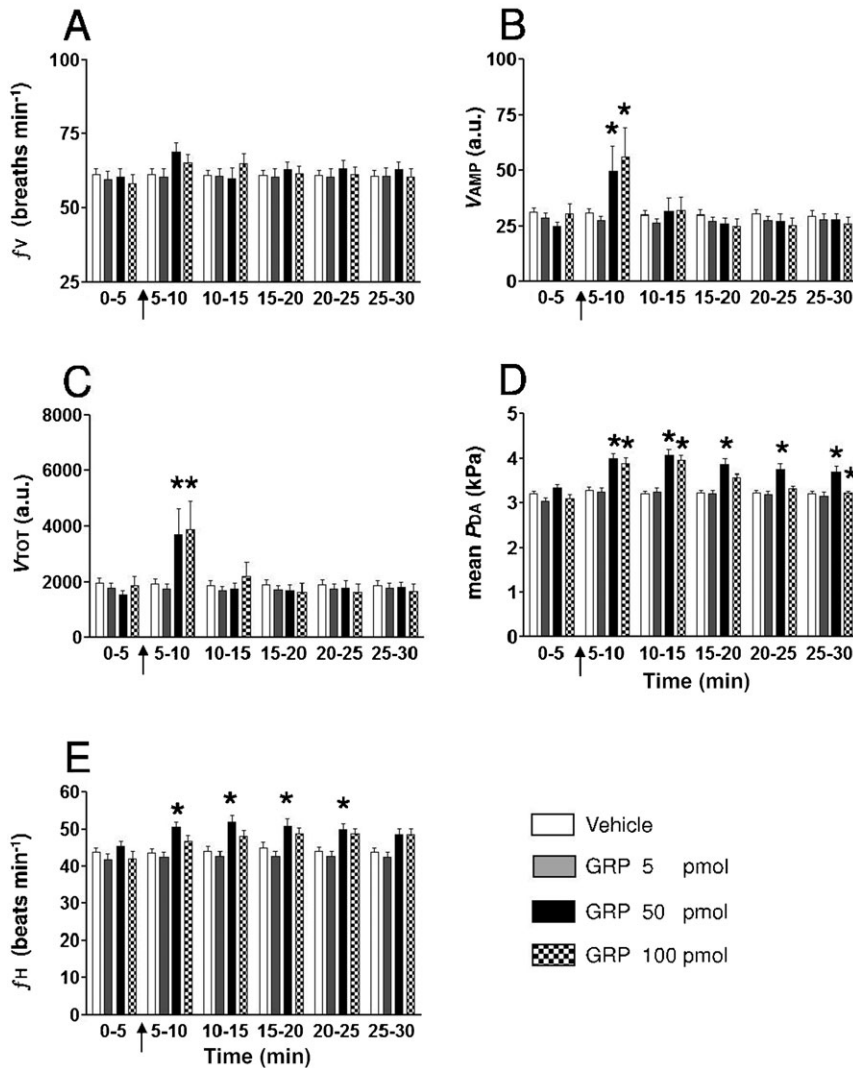 A
fV (breaths min-1)
100
75
50
25
0-5 5-10 10-15 15-20 20-25 25-30
B
VAMP (a.u.)
100
75
50
25
0
* *
0-5 5-10 10-15 15-20 20-25 25-30
C
VTOT (a.u.)
8000
6000
4000
2000
0
**
0-5 5-10 10-15 15-20 20-25 25-30
D
mean PDA (kPa)
5
4
3
2
1
0
** ** * * * *
0-5 5-10 10-15 15-20 20-25 25-30
Time (min)
E
fH (beats min-1)
60
50
40
30
20
10
0
* * * *
0-5 5-10 10-15 15-20 20-25 25-30
Time (min)
Vehicle
GRP 5 pmol
GRP 50 pmol
GRP 100 pmol